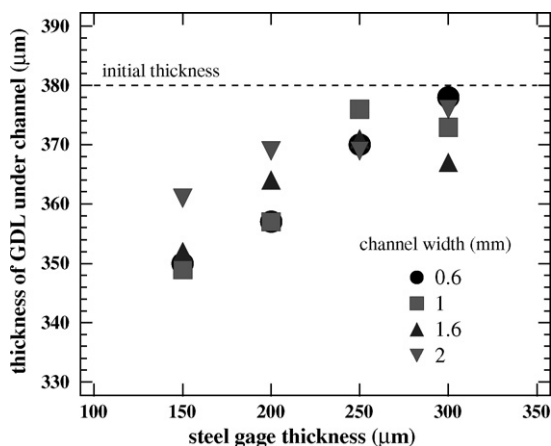 390
380
370
360
350
340
330
thickness of GDL under channel (μm)
initial thickness
channel width (mm)
0.6
1
1.6
2
100 150 200 250 300 350
steel gage thickness (μm)